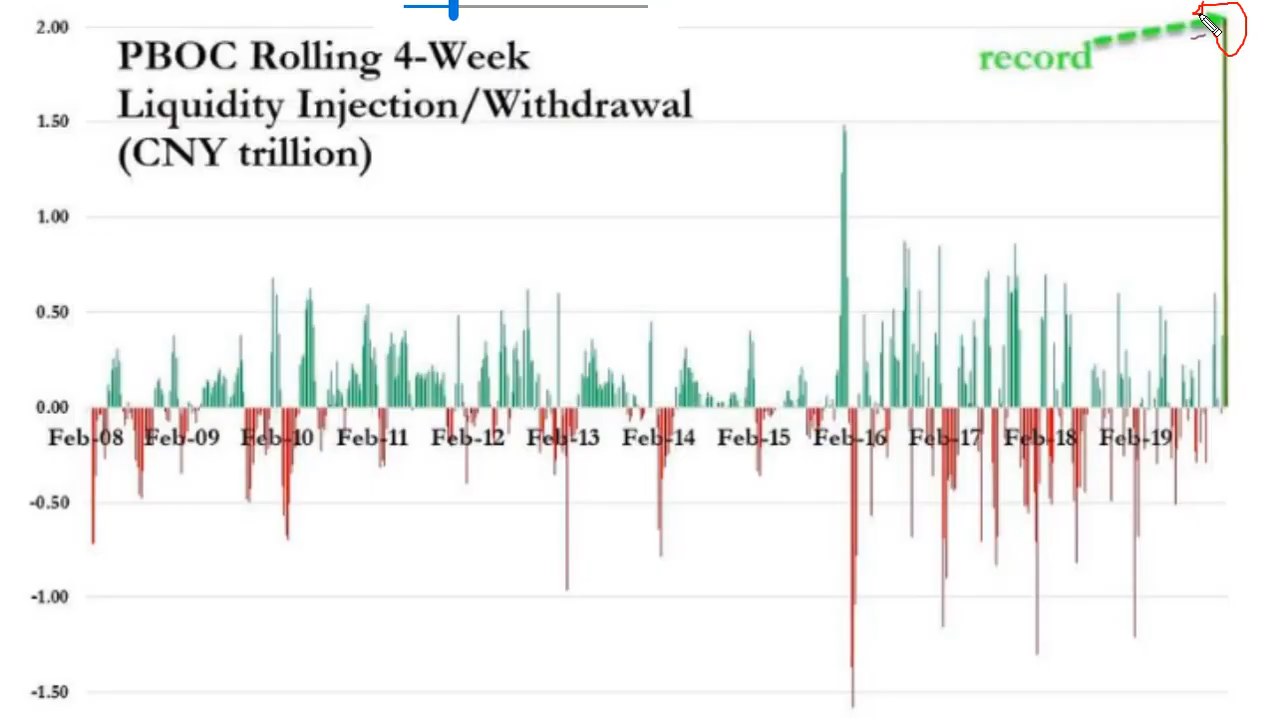 2.00
PBOC Rolling 4-Week
record
Liquidity Injection/Withdrawal
1.50
(CNY trillion)
1.00
0.50
0.00
Feb-08 Feb-09 Feb-10 Feb-11 Feb-12 Feb-13 Feb-14 Feb-15 Feb-16 Feb-17 Feb-18 Feb-19
-0.50
-1.00
-1.50